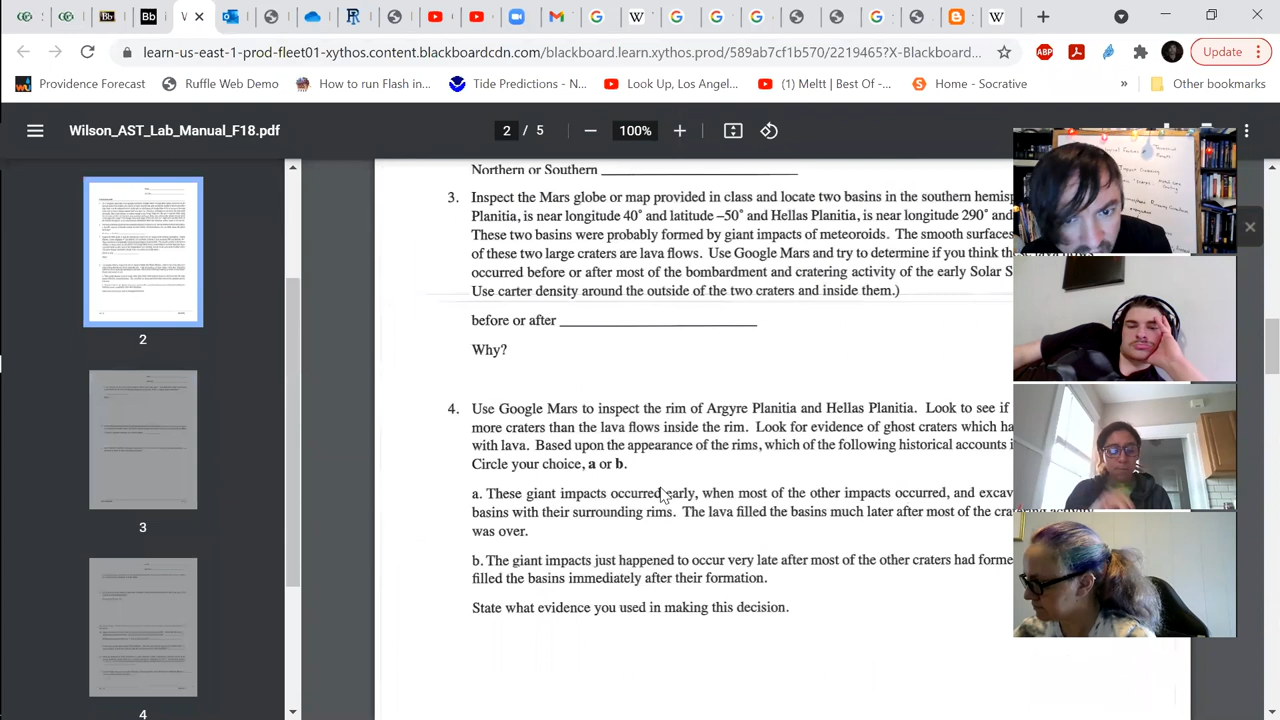 learn-us-east-1-prod-fleet01-xythos.content.blackboardcdn.com/blackboard.learn.xythos.prod/589ab7cf1b570/2219465?X-Blackboard...
ABP
Update
Providence Forecast
Ruffle Web Demo
How to run Flash in...
Tide Predictions - N...
Look Up, Los Angel...
(1) Meltt | Best Of -...
Home - Socrative
»
Other bookmarks
Wilson_AST_Lab_Manual_F18.pdf
2 / 5
100%
2
3
4
Northern or Southern
3. Inspect the Mars globe or map provided in class and locate two basins in the southern hemisp
Planitia, is near longitude 40˚ and latitude –50˚ and Hellas Planitia, is near longitude 290˚ and
These two basins were probably formed by giant impacts if meteoroids. The smooth surfaces
of these two large craters are lava flows. Use Google Mars and try to determine if you think these lava flows
occurred before or after most of the bombardment and cratering activity of the early Solar S
Use carter density around the outside of the two craters and inside them.)
before or after
Why?
4. Use Google Mars to inspect the rim of Argyre Planitia and Hellas Planitia. Look to see if
more craters than the lava flows inside the rim. Look for evidence of ghost craters which ha
with lava. Based upon the appearance of the rims, which of the following historical accounts i
Circle your choice, a or b.
a. These giant impacts occurred early, when most of the other impacts occurred, and excav
basins with their surrounding rims. The lava filled the basins much later after most of the cratering activity
was over.
b. The giant impacts just happened to occur very late after most of the other craters had forme
filled the basins immediately after their formation.
State what evidence you used in making this decision.